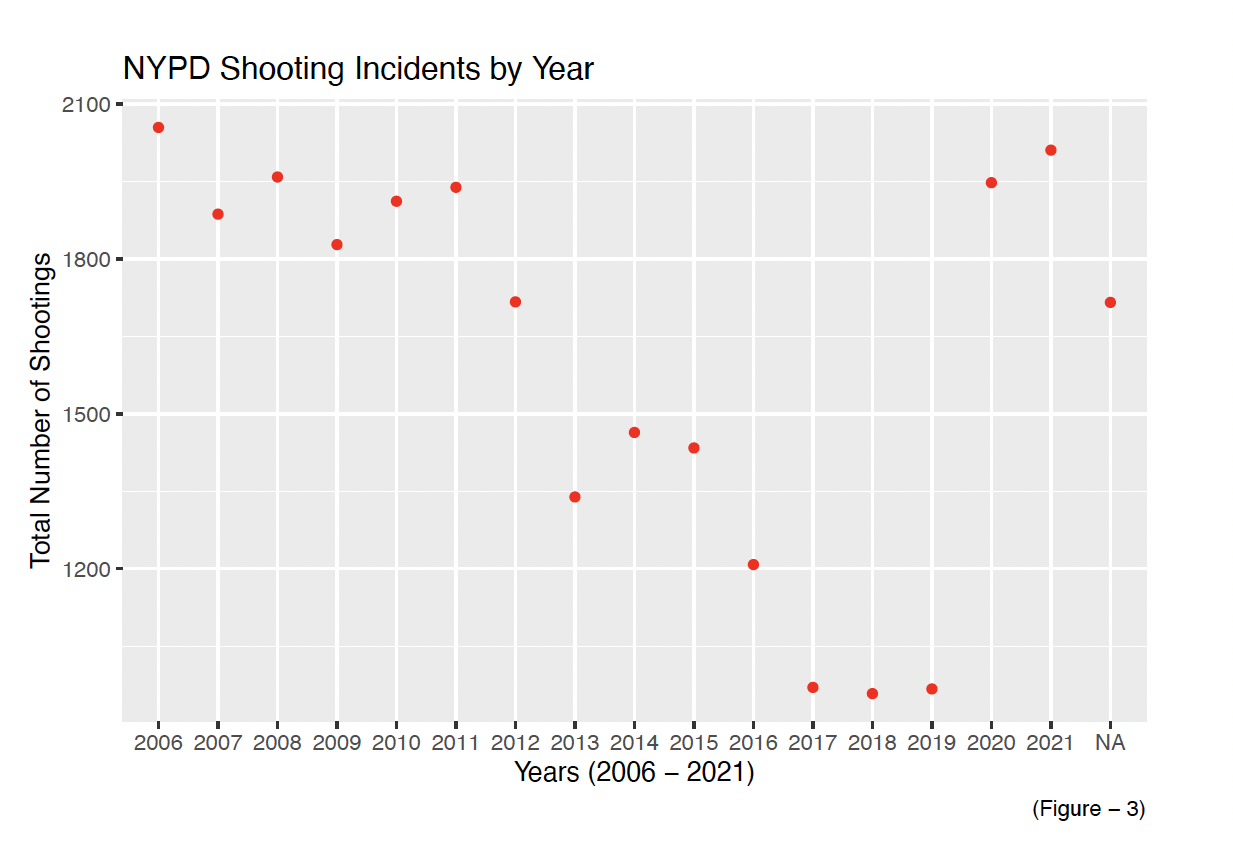 NYPD Shooting Incidents by Year
Total Number of Shootings
2100
1800
1500
1200
2006 2007 2008 2009 2010 2011 2012 2013 2014 2015 2016 2017 2018 2019 2020 2021 NA
Years (2006 − 2021)
(Figure − 3)